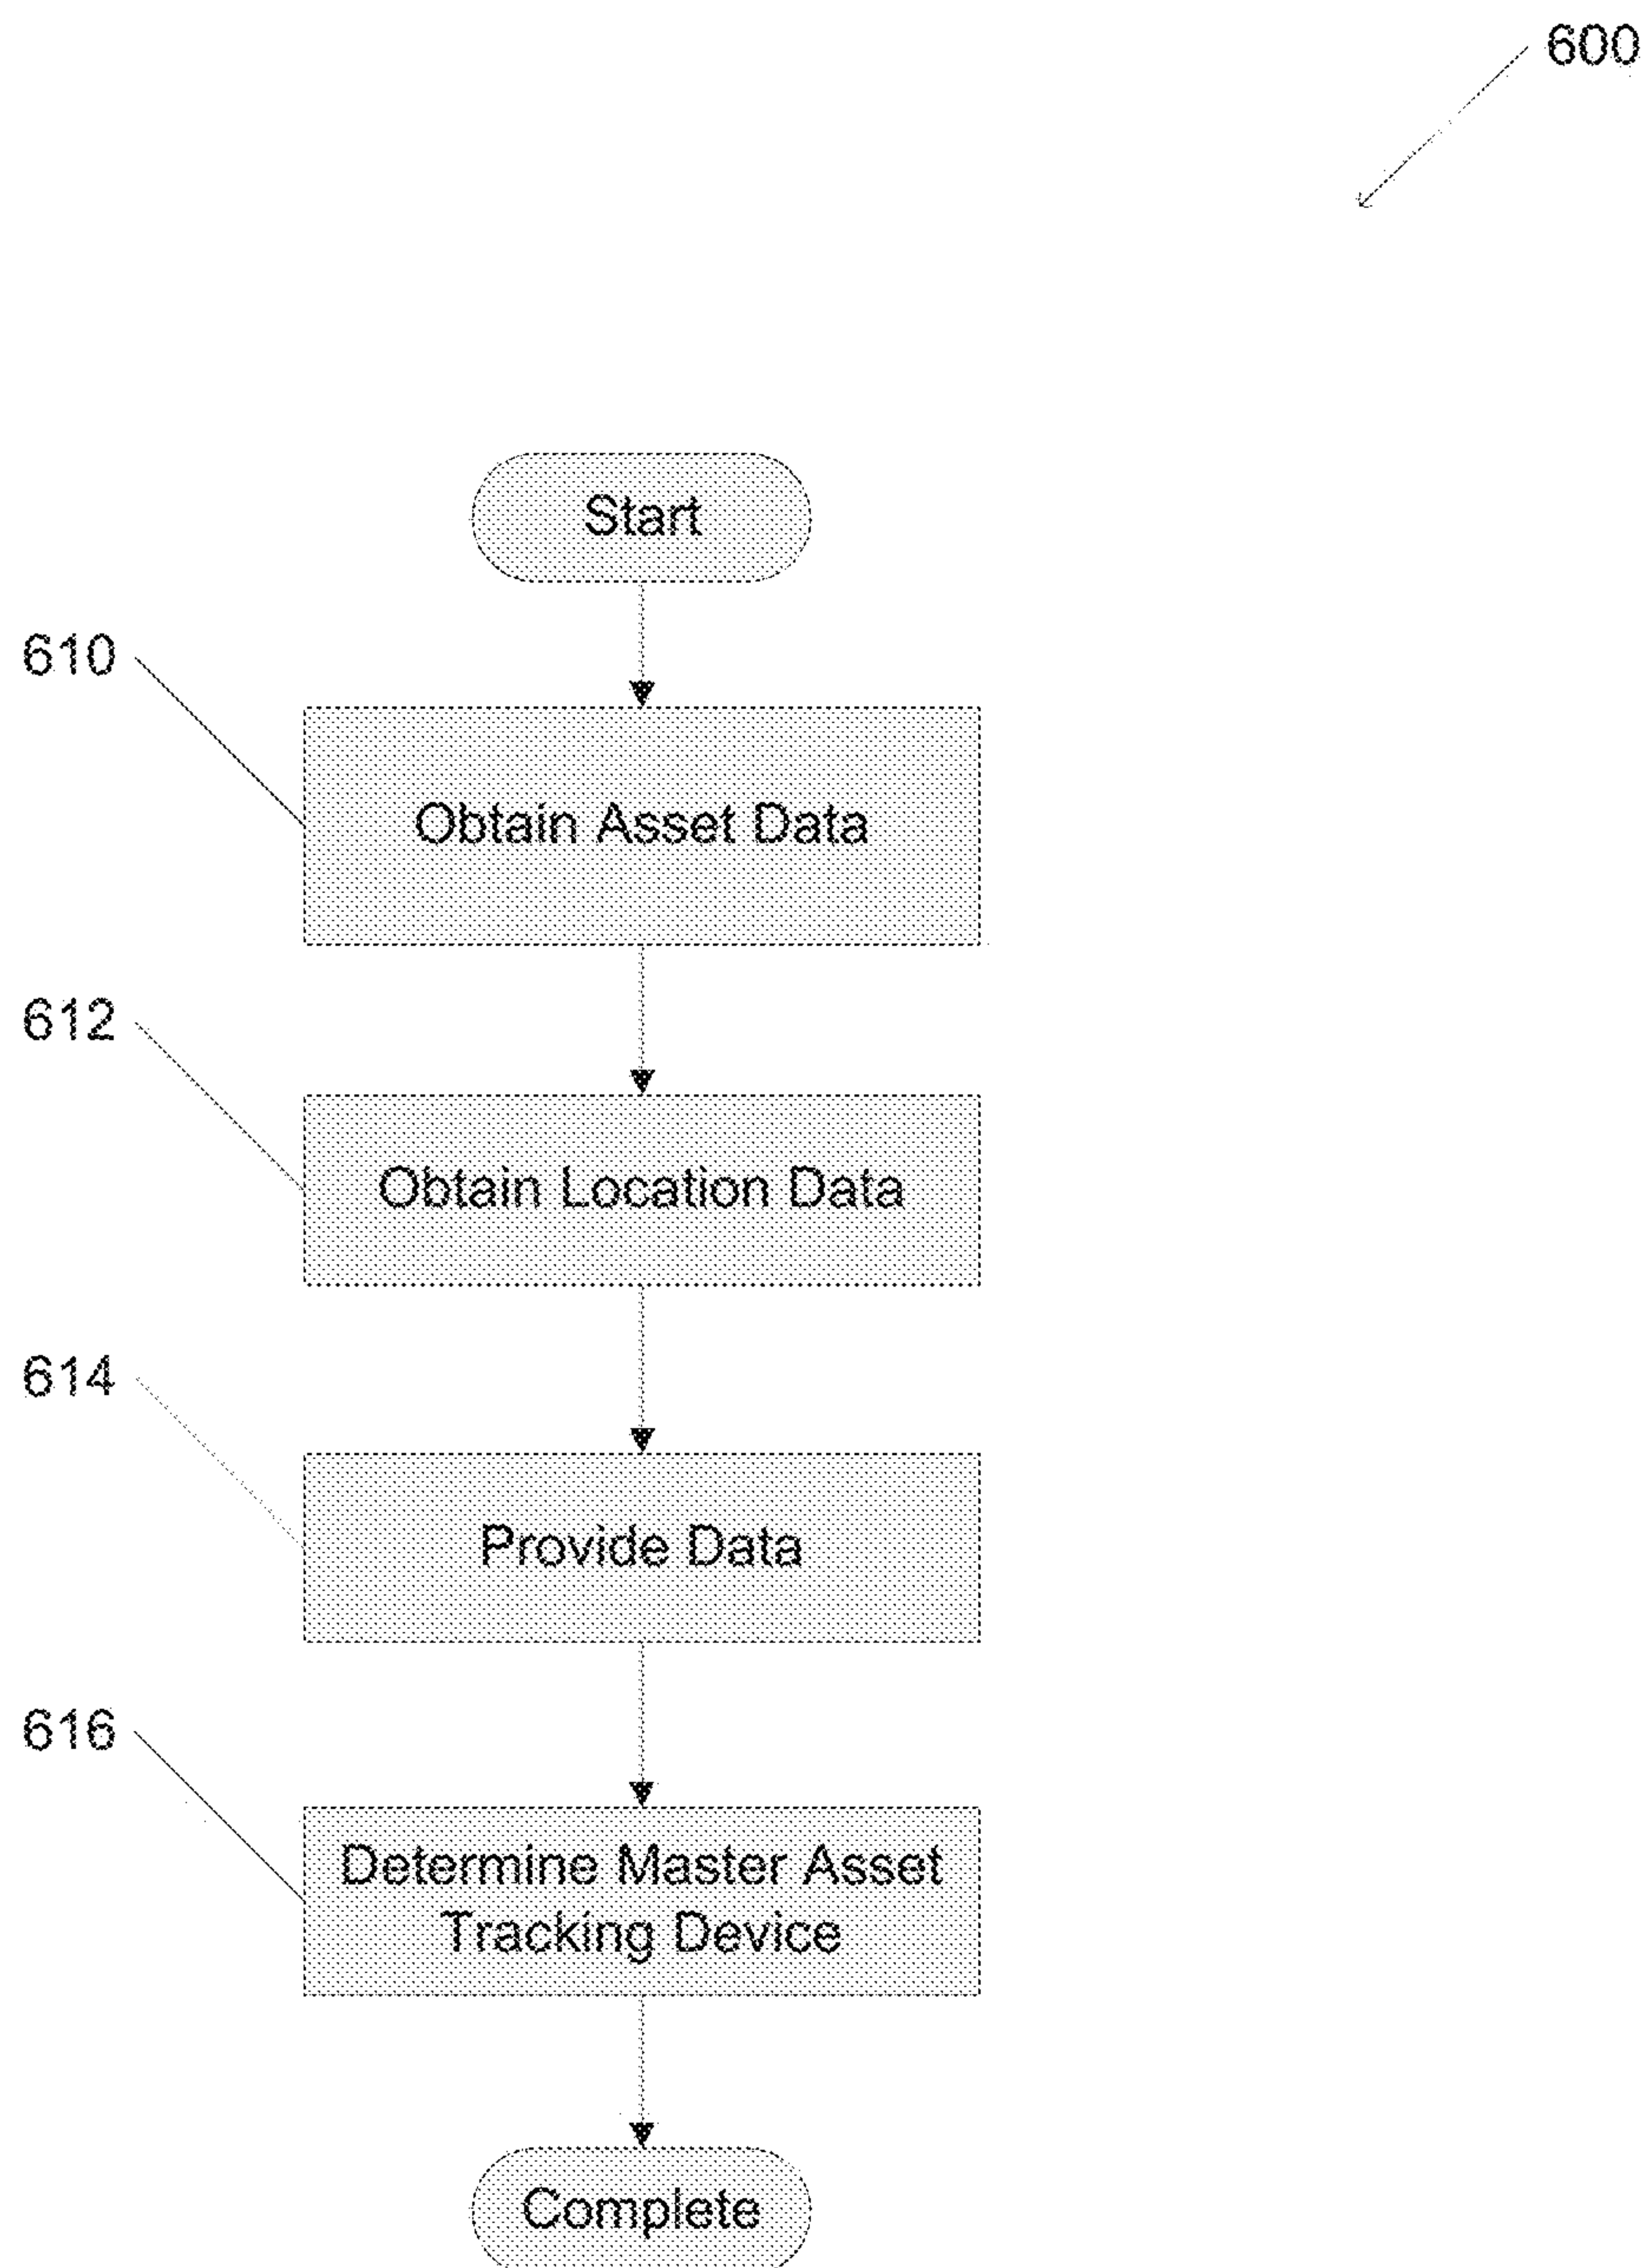 600
Start
610
Obtain Asset Data
612
Obtain Location Data
614
Provide Data
616
Determine Master Asset
Tracking Device
Complete